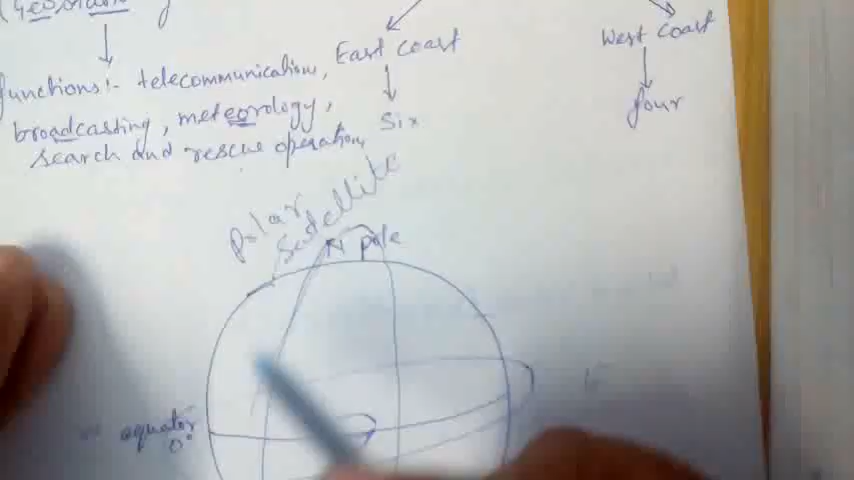 East Coast
West Coast
functions:- telecommunication,
broadcasting, meteorology,
search and rescue operation,
Six
four
Polar
Satellite
N pole
equator
0°